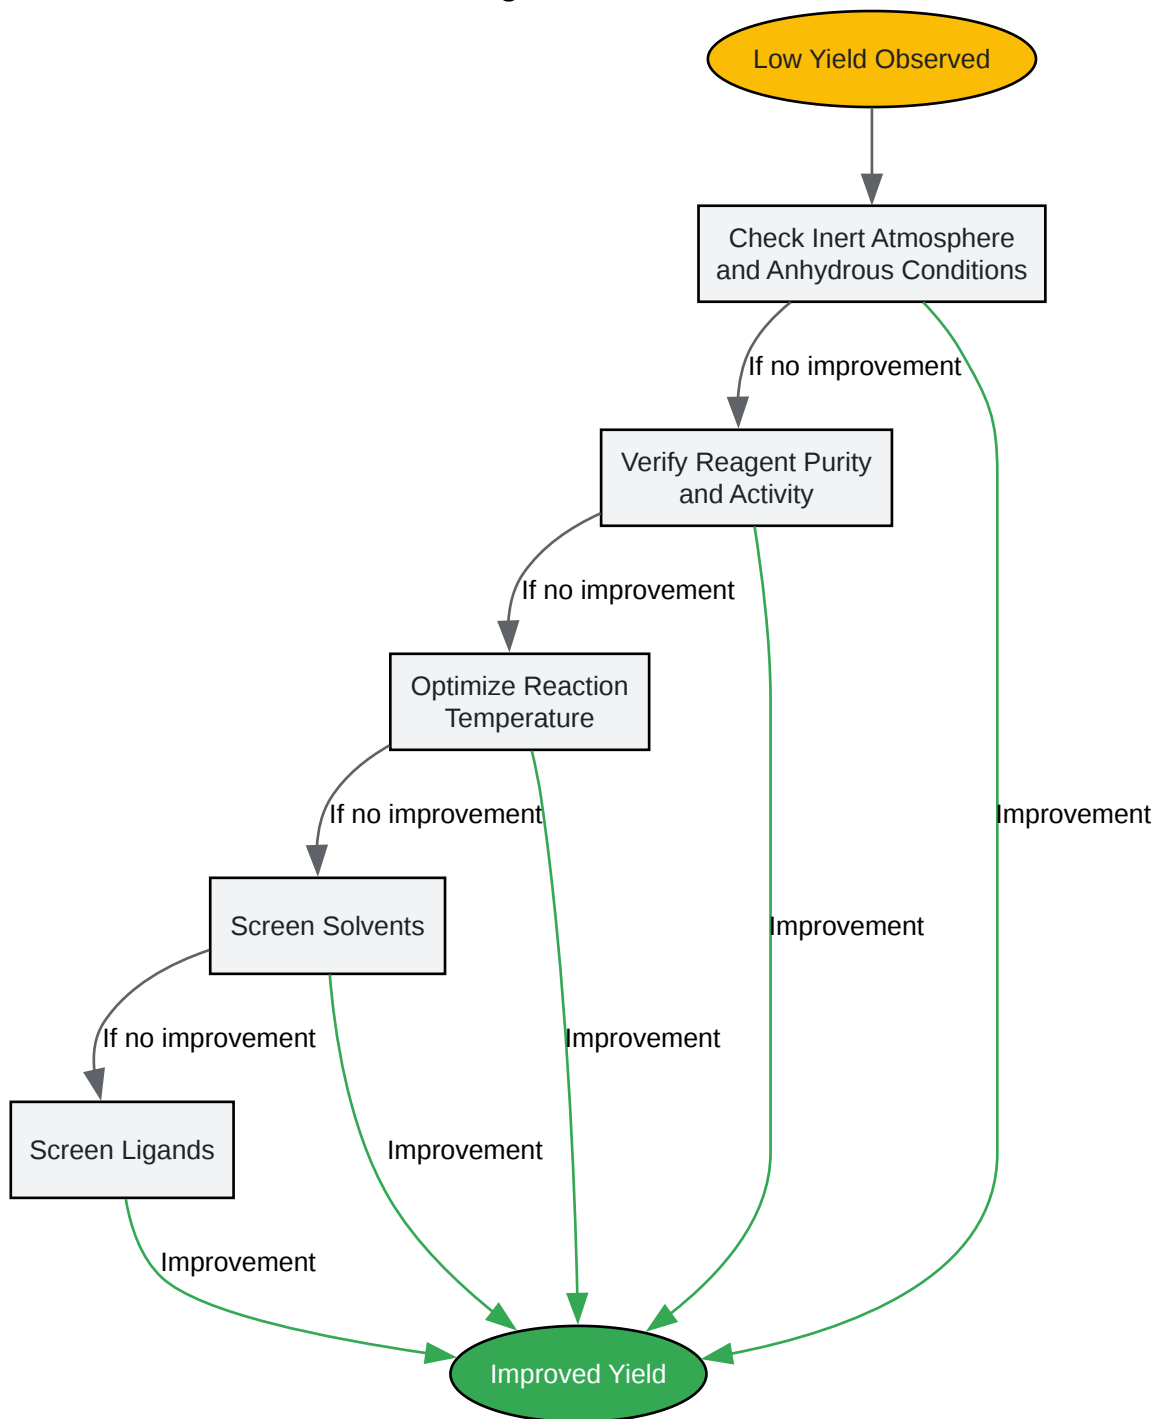 Low Yield Observed
Check Inert Atmosphere
and Anhydrous Conditions
If no improvement
Verify Reagent Purity
and Activity
If no improvement
Optimize Reaction
Temperature
If no improvement
Improvement
Screen Solvents
Improvement
If no improvement
Improvement
Screen Ligands
Improvement
Improvement
Improved Yield